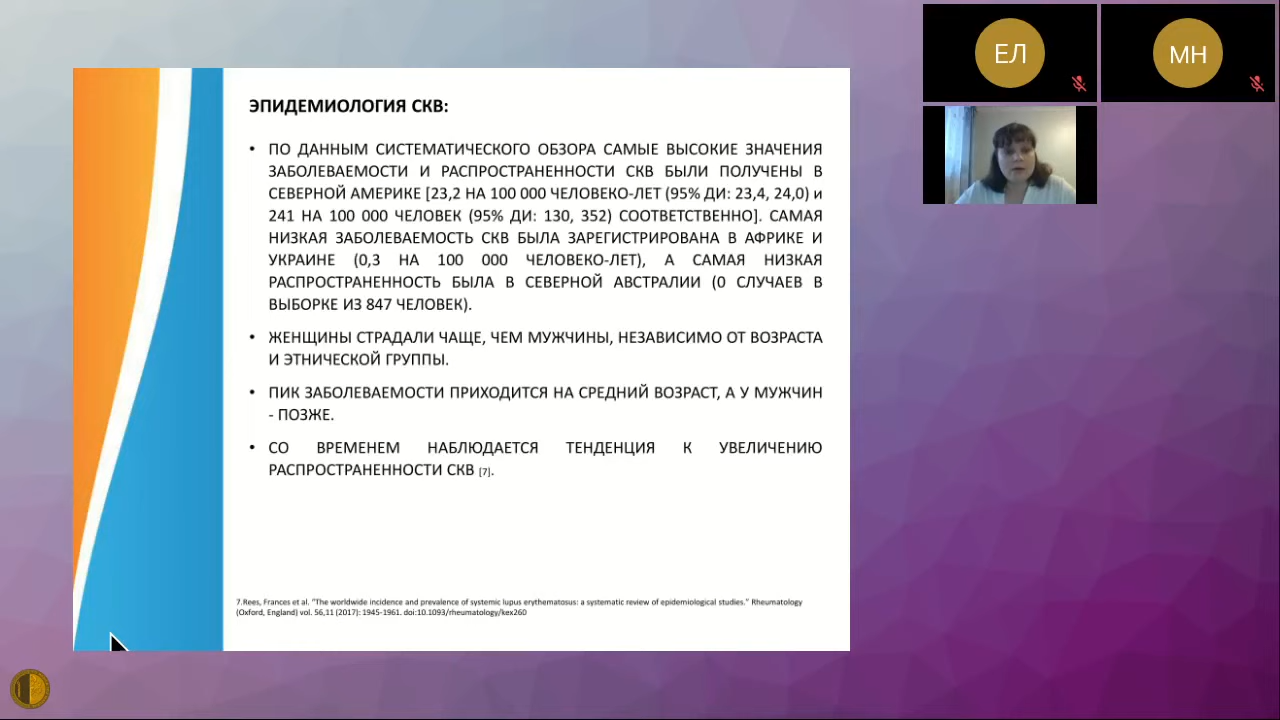 ЭПИДЕМИОЛОГИЯ СКВ:
• ПО ДАННЫМ СИСТЕМАТИЧЕСКОГО ОБЗОРА САМЫЕ ВЫСОКИЕ ЗНАЧЕНИЯ
ЗАБОЛЕВАЕМОСТИ И РАСПРОСТРАНЕННОСТИ СКВ БЫЛИ ПОЛУЧЕНЫ В
СЕВЕРНОЙ АМЕРИКЕ [23,2 НА 100 000 ЧЕЛОВЕКО-ЛЕТ (95% ДИ: 23,4, 24,0) и
241 НА 100 000 ЧЕЛОВЕК (95% ДИ: 130, 352) СООТВЕТСТВЕННО]. САМАЯ
НИЗКАЯ ЗАБОЛЕВАЕМОСТЬ СКВ БЫЛА ЗАРЕГИСТРИРОВАНА В АФРИКЕ И
УКРАИНЕ (0,3 НА 100 000 ЧЕЛОВЕКО-ЛЕТ), А САМАЯ НИЗКАЯ
РАСПРОСТРАНЕННОСТЬ БЫЛА В СЕВЕРНОЙ АВСТРАЛИИ (0 СЛУЧАЕВ В
ВЫБОРКЕ ИЗ 847 ЧЕЛОВЕК).
• ЖЕНЩИНЫ СТРАДАЛИ ЧАЩЕ, ЧЕМ МУЖЧИНЫ, НЕЗАВИСИМО ОТ ВОЗРАСТА
И ЭТНИЧЕСКОЙ ГРУППЫ.
• ПИК ЗАБОЛЕВАЕМОСТИ ПРИХОДИТСЯ НА СРЕДНИЙ ВОЗРАСТ, А У МУЖЧИН
- ПОЗЖЕ.
• СО ВРЕМЕНЕМ НАБЛЮДАЕТСЯ ТЕНДЕНЦИЯ К УВЕЛИЧЕНИЮ
РАСПРОСТРАНЕННОСТИ СКВ [7].
7.Rees, Frances et al. “The worldwide incidence and prevalence of systemic lupus erythematosus: a systematic review of epidemiological studies.” Rheumatology
(Oxford, England) vol. 56,11 (2017): 1945-1961. doi:10.1093/rheumatology/kex260
ЕЛ
МН